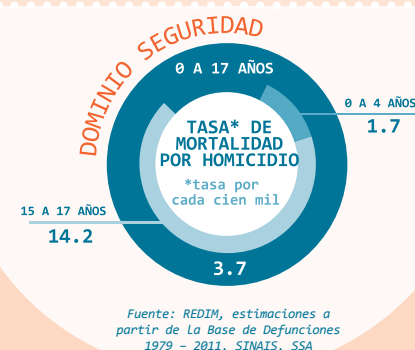 DOMINIO SEGURIDAD
0 A 17 AÑOS
TASA* DE
MORTALIDAD
POR HOMICIDIO
*tasa por
cada cien mil
0 A 4 AÑOS
1.7
15 A 17 AÑOS
14.2
3.7
Fuente: REDIM, estimaciones a
partir de la Base de Defunciones
1979 – 2011. SINAIS. SSA